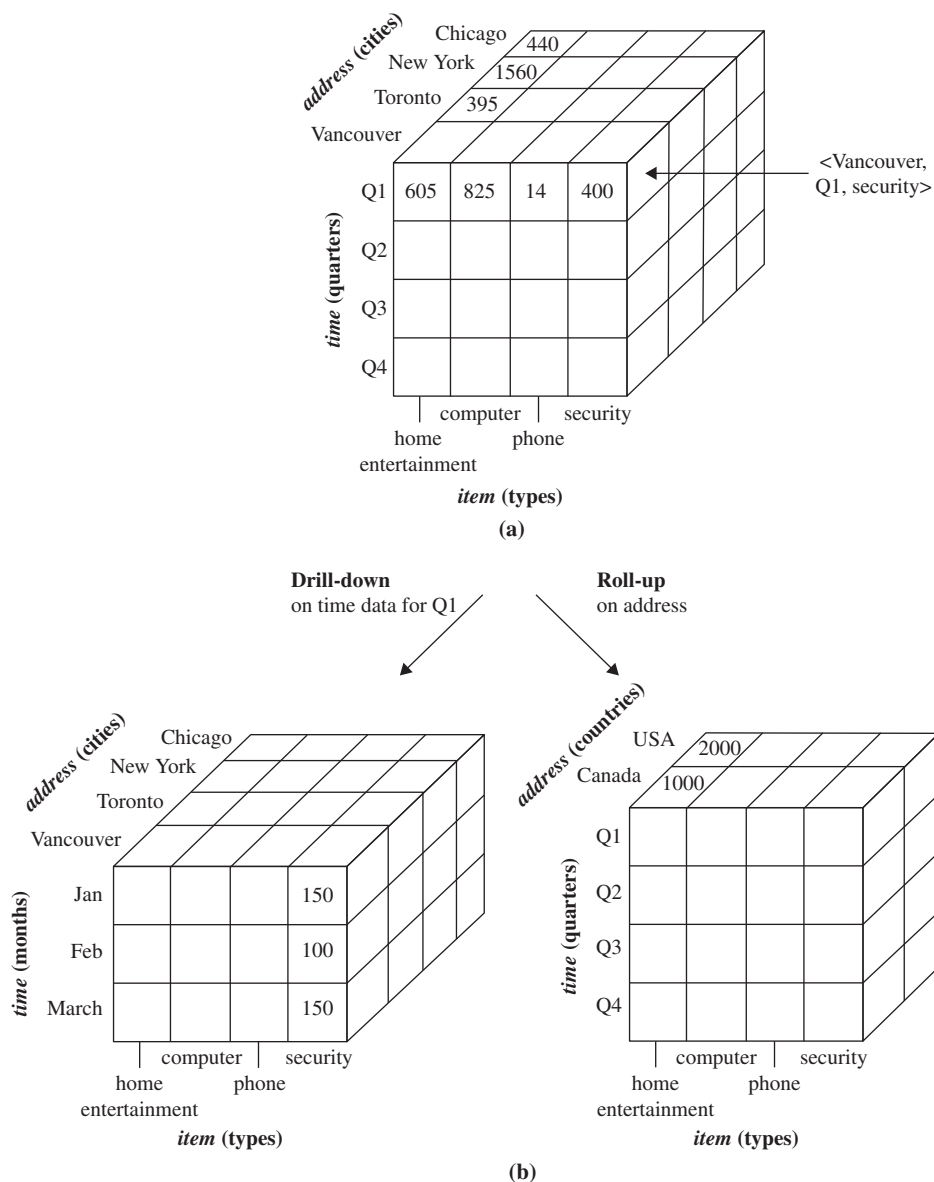 address (cities)
Chicago
New York
Toronto
Vancouver
440
1560
395
<Vancouver,
Q1, security>
time (quarters)
Q1
605
825
14
400
Q2
Q3
Q4
computer
security
home
entertainment
phone
item (types)
(a)
Drill-down
on time data for Q1
Roll-up
on address
address (cities)
Chicago
New York
Toronto
Vancouver
time (months)
Jan
150
Feb
100
March
150
computer
security
home
entertainment
phone
item (types)
address (countries)
USA
2000
Canada
1000
time (quarters)
Q1
Q2
Q3
Q4
computer
security
home
entertainment
phone
item (types)
(b)